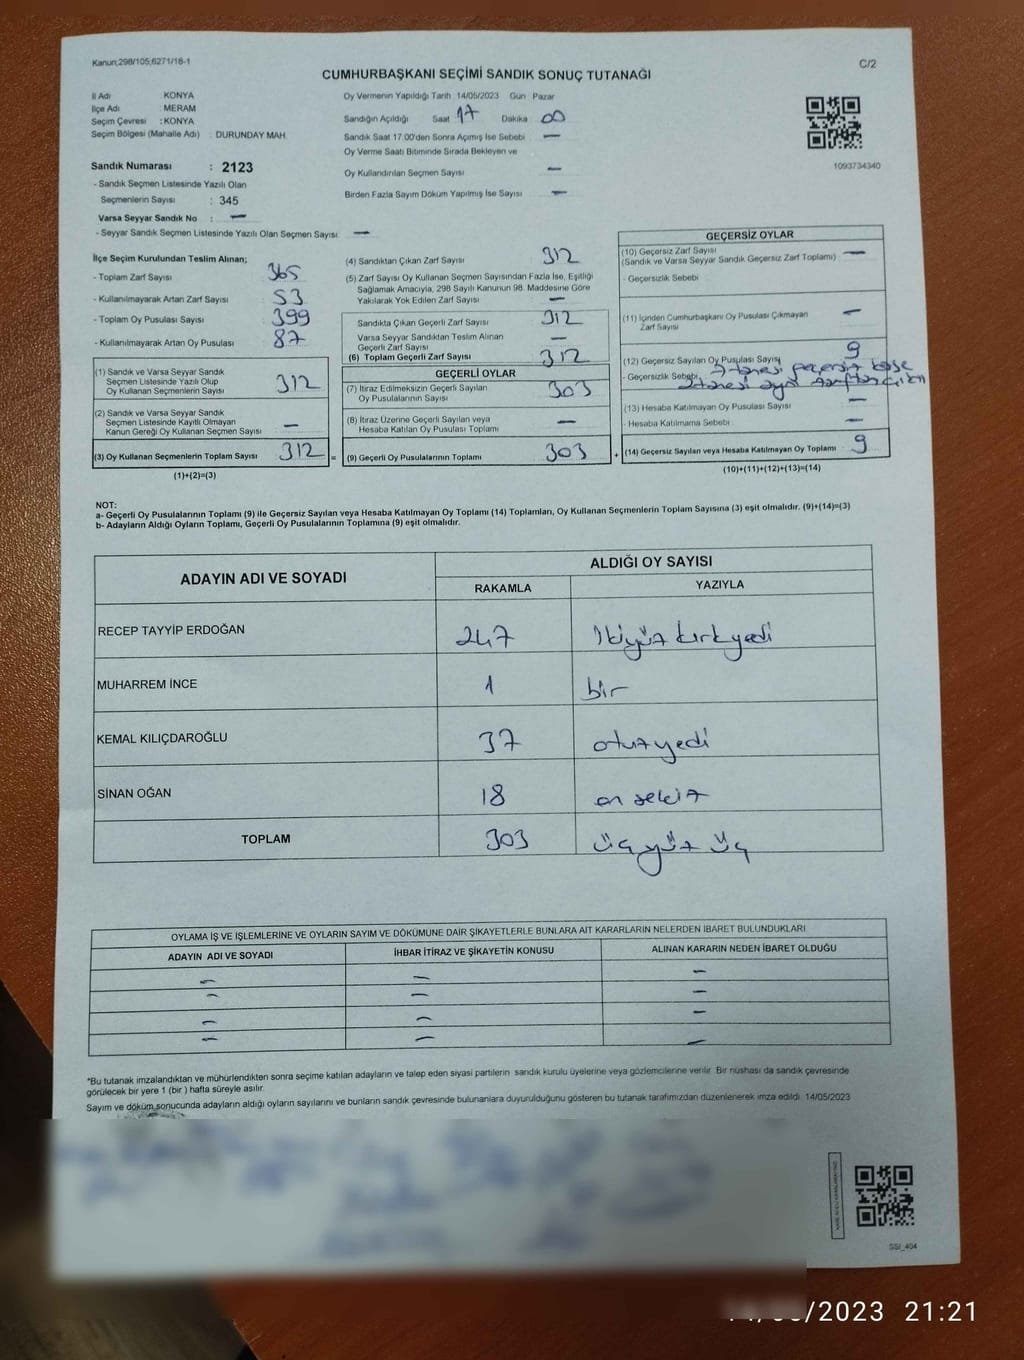 Kanun;298/105;6271/18-1
C/2
CUMHURBAŞKANI SEÇİMİ SANDIK SONUÇ TUTANAĞI
İl Adı : KONYA
İlçe Adı : MERAM
Seçim Çevresi : KONYA
Seçim Bölgesi (Mahalle Adı) : DURUNDAY MAH.
Sandık Numarası : 2123
- Sandık Seçmen Listesinde Yazılı Olan
Seçmenlerin Sayısı : 345
Varsa Seyyar Sandık No : —
- Seyyar Sandık Seçmen Listesinde Yazılı Olan Seçmen Sayısı: —
Oy Vermenin Yapıldığı Tarih 14/05/2023 Gün Pazar
Sandığın Açıldığı Saat 17 Dakika 00
Sandık Saat 17:00'den Sonra Açmış İse Sebebi —
Oy Verme Saati Bitiminde Sırada Bekleyen ve
Oy Kullandırılan Seçmen Sayısı —
Birden Fazla Sayım Döküm Yapılmış İse Sayısı —
1093734340
İlçe Seçim Kurulundan Teslim Alınan;
- Toplam Zarf Sayısı 365
- Kullanılmayarak Artan Zarf Sayısı 53
- Toplam Oy Pusulası Sayısı 399
- Kullanılmayarak Artan Oy Pusulası 87
(1) Sandık ve Varsa Seyyar Sandık
Seçmen Listesinde Yazılı Olup
Oy Kullanan Seçmenlerin Sayısı 312
(2) Sandık ve Varsa Seyyar Sandık
Seçmen Listesinde Kayıtlı Olmayan
Kanun Gereği Oy Kullanan Seçmen Sayısı —
(3) Oy Kullanan Seçmenlerin Toplam Sayısı 312 =
(1)+(2)=(3)
(4) Sandıktan Çıkan Zarf Sayısı 312
(5) Zarf Sayısı Oy Kullanan Seçmen Sayısından Fazla İse, Eşitliği
Sağlamak Amacıyla, 298 Sayılı Kanunun 98. Maddesine Göre
Yakılarak Yok Edilen Zarf Sayısı —
Sandıkta Çıkan Geçerli Zarf Sayısı 312
Varsa Seyyar Sandıktan Teslim Alınan
Geçerli Zarf Sayısı —
(6) Toplam Geçerli Zarf Sayısı 312
GEÇERLİ OYLAR
(7) İtiraz Edilmeksizin Geçerli Sayılan
Oy Pusulalarının Sayısı 303
(8) İtiraz Üzerine Geçerli Sayılan veya
Hesaba Katılan Oy Pusulası Toplamı —
(9) Geçerli Oy Pusulalarının Toplamı 303 +
GEÇERSİZ OYLAR
(10) Geçersiz Zarf Sayısı
(Sandık ve Varsa Seyyar Sandık Geçersiz Zarf Toplamı) —
- Geçersizlik Sebebi
(11) İçinden Cumhurbaşkanı Oy Pusulası Çıkmayan
Zarf Sayısı —
(12) Geçersiz Sayılan Oy Pusulası Sayısı 9
- Geçersizlik Sebebi tanesi geçersiz kaşe
2 tanesi ayrı
(13) Hesaba Katılmayan Oy Pusulası Sayısı —
- Hesaba Katılmama Sebebi —
(14) Geçersiz Sayılan veya Hesaba Katılmayan Oy Toplamı 9
(10)+(11)+(12)+(13)=(14)
NOT:
a- Geçerli Oy Pusulalarının Toplamı (9) ile Geçersiz Sayılan veya Hesaba Katılmayan Oy Toplamı (14) Toplamları, Oy Kullanan Seçmenlerin Toplam Sayısına (3) eşit olmalıdır. (9)+(14)=(3)
b- Adayların Aldığı Oyların Toplamı, Geçerli Oy Pusulalarının Toplamına (9) eşit olmalıdır.
ADAYIN ADI VE SOYADI ALDIĞI OY SAYISI
RAKAMLA YAZIYLA
RECEP TAYYİP ERDOĞAN 247 İkiyüz kırkyedi
MUHARREM İNCE 1 bir
KEMAL KILIÇDAROĞLU 37 otuzyedi
SİNAN OĞAN 18 on sekiz
TOPLAM 303 üçyüz üç
OYLAMA İŞ VE İŞLEMLERİNE VE OYLARIN SAYIM VE DÖKÜMÜNE DAİR ŞİKAYETLERLE BUNLARA AİT KARARLARIN NELERDEN İBARET BULUNDUKLARI
ADAYIN ADI VE SOYADI İHBAR İTİRAZ VE ŞİKAYETİN KONUSU ALINAN KARARIN NEDEN İBARET OLDUĞU
— — —
— — —
— — —
— — —
*Bu tutanak imzalandıktan ve mühürlendikten sonra seçime katılan adayların ve talep eden siyasi partilerin sandık kurulu üyelerine veya gözlemcilerine verilir. Bir nüshası da sandık çevresinde
görülecek bir yere 1 (bir ) hafta süreyle asılır.
Sayım ve döküm sonucunda adayların aldığı oyların sayılarını ve bunların sandık çevresinde bulunanlara duyurulduğunu gösteren bu tutanak tarafımızdan düzenlenerek imza edildi. 14/05/2023
SSI_404
/2023 21:21